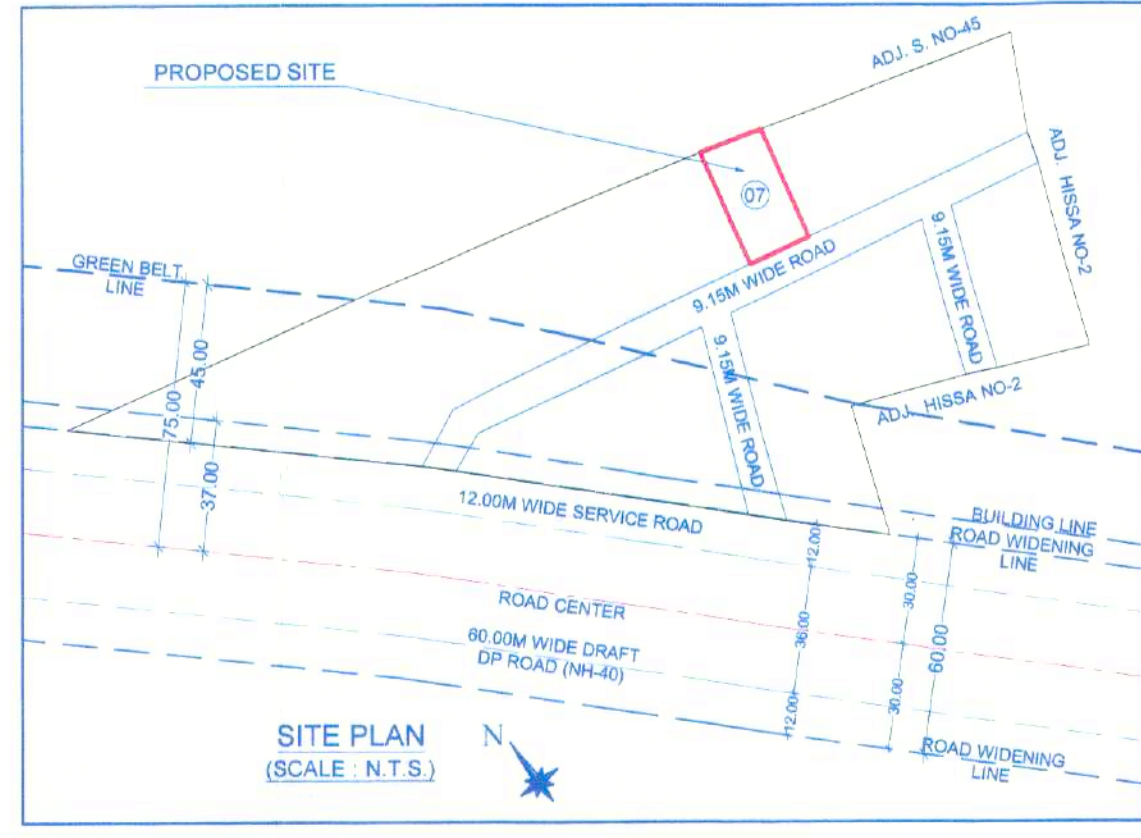 ADJ. S. NO-45
PROPOSED SITE
07
ADJ. HISSA NO-2
9.15M WIDE ROAD
9.15M WIDE ROAD
GREEN BELT
LINE
9.15M WIDE ROAD
45.00
75.00
37.00
ADJ. HISSA NO-2
12.00M WIDE SERVICE ROAD
BUILDING LINE
ROAD WIDENING
LINE
12.00
30.00
36.00
60.00
30.00
12.00
ROAD CENTER
60.00M WIDE DRAFT
DP ROAD (NH-40)
SITE PLAN
(SCALE : N.T.S.)
N
ROAD WIDENING
LINE